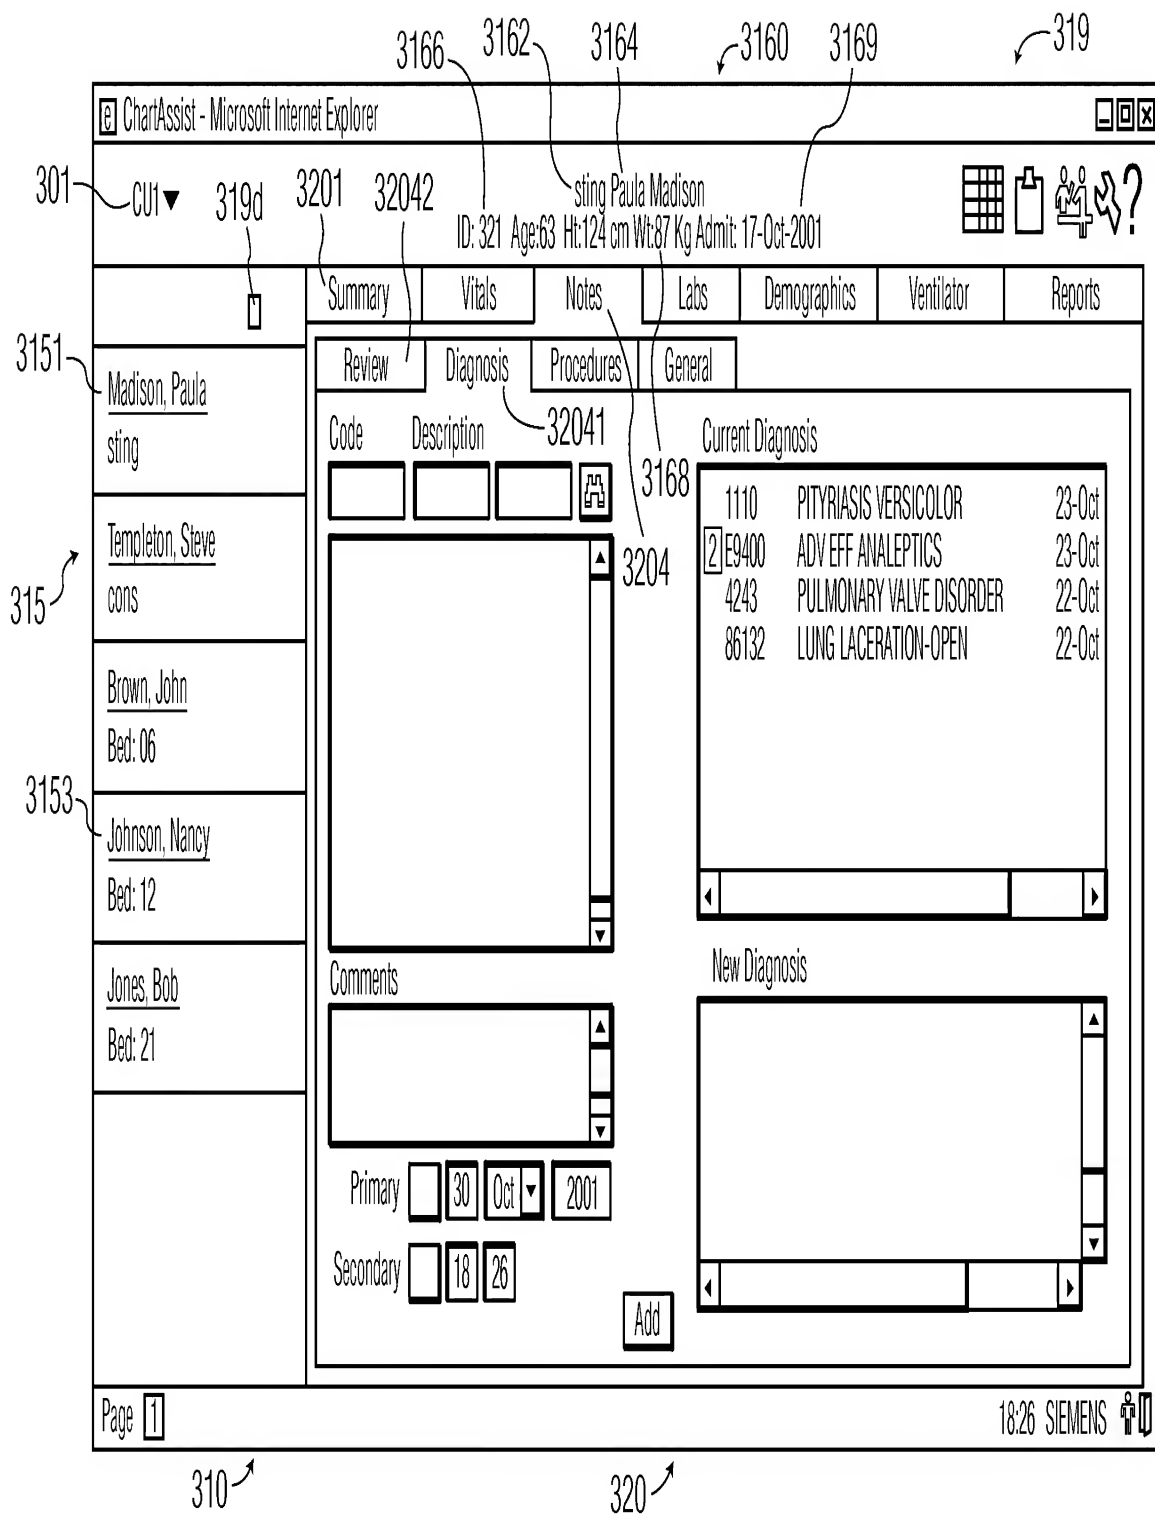 3166 3162 3164 3160 3169 319
e ChartAssist - Microsoft Internet Explorer
301 CU1 319d 3201 32042
sting Paula Madison
ID: 321 Age:63 Ht:124 cm Wt:87 Kg Admit: 17-Oct-2001
?
Summary Vitals Notes Labs Demographics Ventilator Reports
3151
Madison, Paula
sting
Review Diagnosis Procedures General
32041
3168
3204
Code Description
Current Diagnosis
1110 PITYRIASIS VERSICOLOR 23-Oct
2 E9400 ADV EFF ANALEPTICS 23-Oct
4243 PULMONARY VALVE DISORDER 22-Oct
86132 LUNG LACERATION-OPEN 22-Oct
315
Templeton, Steve
cons
Brown, John
Bed: 06
3153
Johnson, Nancy
Bed: 12
Jones, Bob
Bed: 21
Comments
New Diagnosis
Primary 30 Oct 2001
Secondary 18 26
Add
Page 1
18:26 SIEMENS
310 320